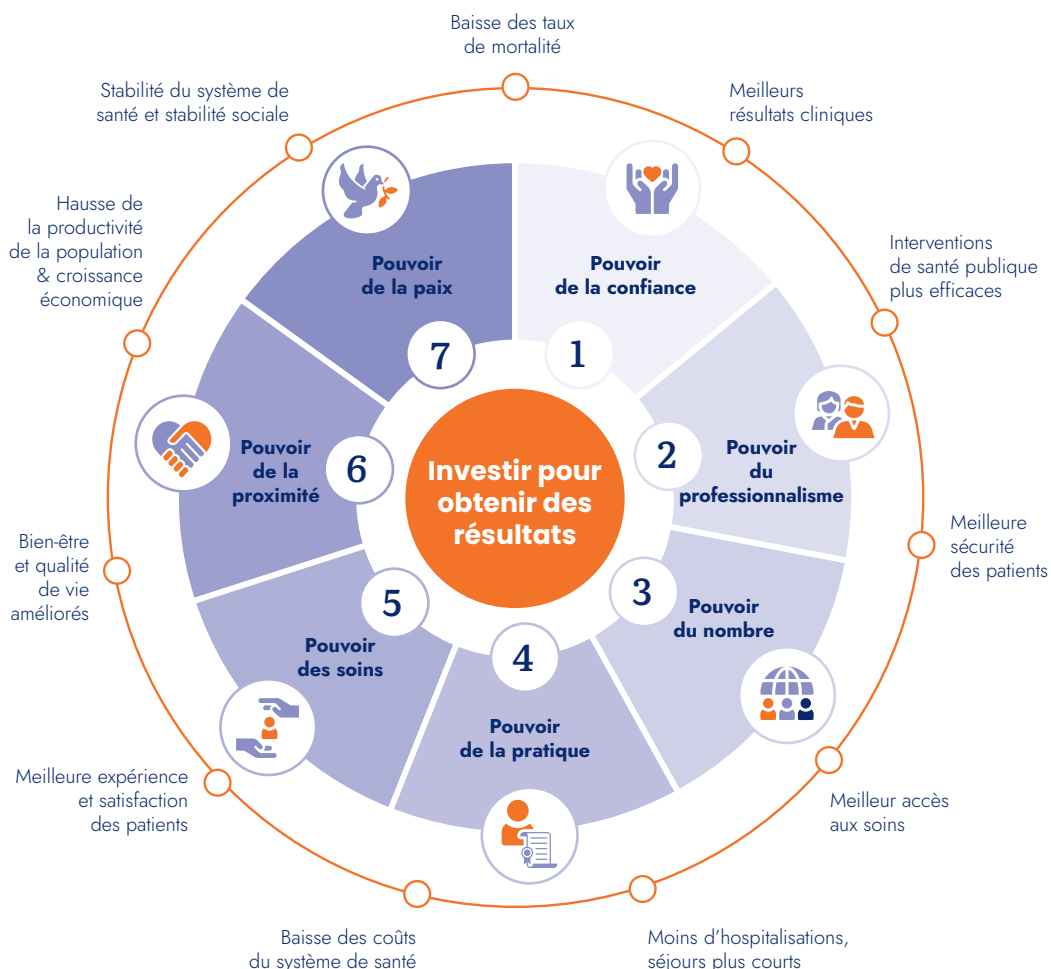 Baisse des taux
de mortalité
Meilleurs
résultats cliniques
Interventions
de santé publique
plus efficaces
Meilleure
sécurité
des patients
Meilleur accès
aux soins
Moins d’hospitalisations,
séjours plus courts
Baisse des coûts
du système de santé
Meilleure expérience
et satisfaction
des patients
Bien-être
et qualité
de vie
améliorés
Hausse de
la productivité
de la population
& croissance
économique
Stabilité du système de
santé et stabilité sociale
Pouvoir
de la confiance
1
Pouvoir
du
professionnalisme
2
Pouvoir
du nombre
3
Pouvoir
de la pratique
4
Pouvoir
des soins
5
Pouvoir
de la
proximité
6
Pouvoir
de la paix
7
Investir pour
obtenir des
résultats